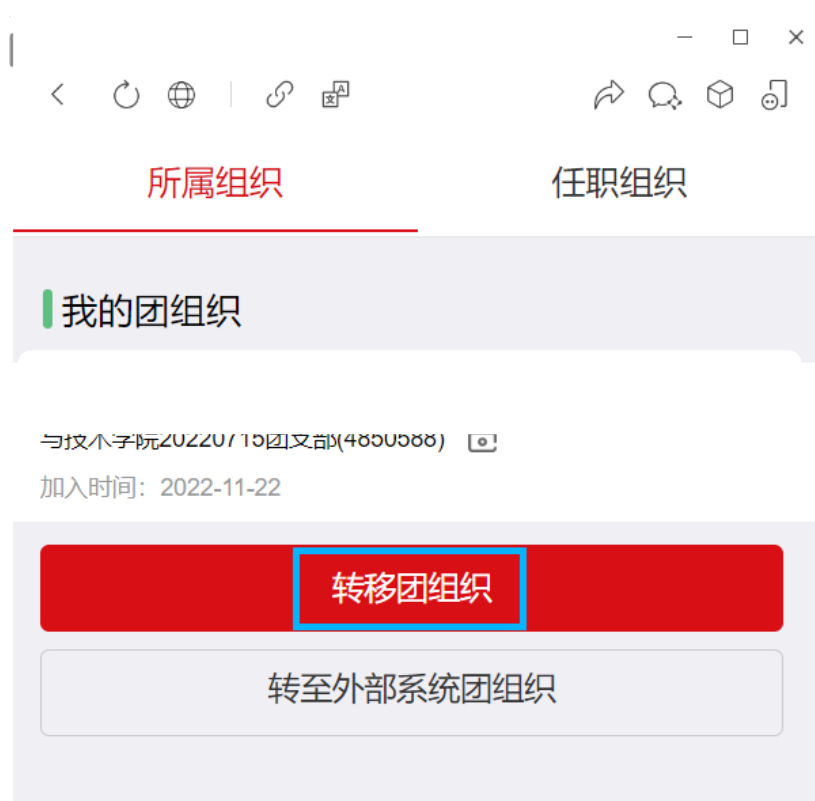 所属组织 任职组织
我的团组织
与技术学院20220715团支部(4850588)
加入时间：2022-11-22
转移团组织
转至外部系统团组织